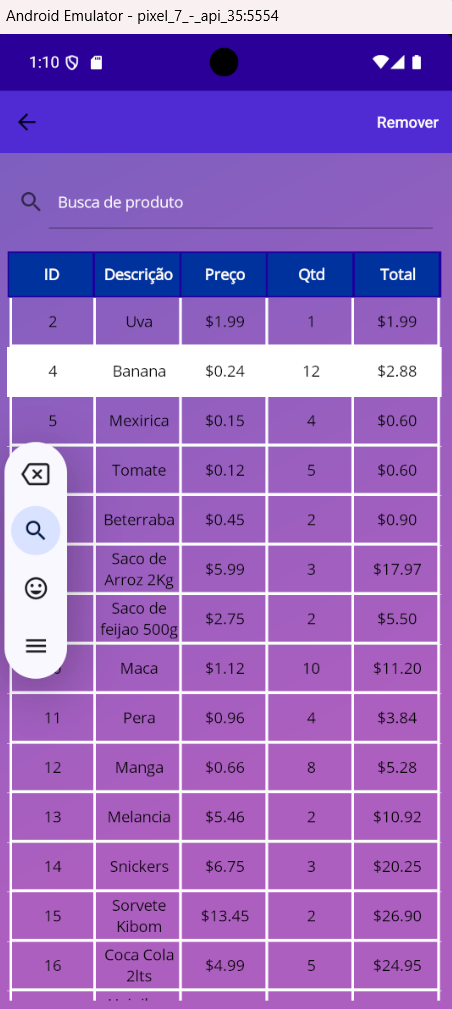 Android Emulator - pixel_7_-_api_35:5554
1:10
Remover
Busca de produto
ID Descrição Preço Qtd Total
2 Uva $1.99 1 $1.99
4 Banana $0.24 12 $2.88
5 Mexirica $0.15 4 $0.60
Tomate $0.12 5 $0.60
Beterraba $0.45 2 $0.90
Saco de
Arroz 2Kg $5.99 3 $17.97
Saco de
feijao 500g $2.75 2 $5.50
Maca $1.12 10 $11.20
11 Pera $0.96 4 $3.84
12 Manga $0.66 8 $5.28
13 Melancia $5.46 2 $10.92
14 Snickers $6.75 3 $20.25
15 Sorvete
Kibom $13.45 2 $26.90
16 Coca Cola
2lts $4.99 5 $24.95